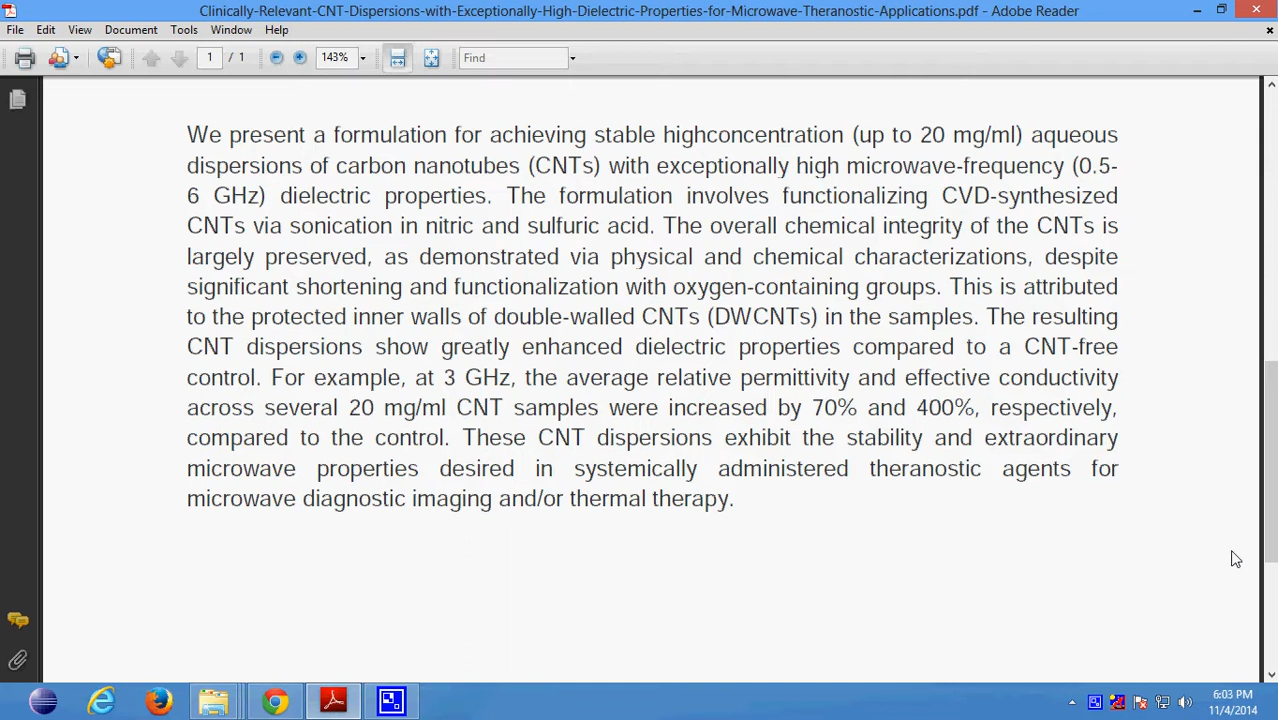 Clinically-Relevant-CNT-Dispersions-with-Exceptionally-High-Dielectric-Properties-for-Microwave-Theranostic-Applications.pdf - Adobe Reader
File Edit View Document Tools Window Help
1 / 1 143% Find
We present a formulation for achieving stable highconcentration (up to 20 mg/ml) aqueous
dispersions of carbon nanotubes (CNTs) with exceptionally high microwave-frequency (0.5-
6 GHz) dielectric properties. The formulation involves functionalizing CVD-synthesized
CNTs via sonication in nitric and sulfuric acid. The overall chemical integrity of the CNTs is
largely preserved, as demonstrated via physical and chemical characterizations, despite
significant shortening and functionalization with oxygen-containing groups. This is attributed
to the protected inner walls of double-walled CNTs (DWCNTs) in the samples. The resulting
CNT dispersions show greatly enhanced dielectric properties compared to a CNT-free
control. For example, at 3 GHz, the average relative permittivity and effective conductivity
across several 20 mg/ml CNT samples were increased by 70% and 400%, respectively,
compared to the control. These CNT dispersions exhibit the stability and extraordinary
microwave properties desired in systemically administered theranostic agents for
microwave diagnostic imaging and/or thermal therapy.
6:03 PM
11/4/2014